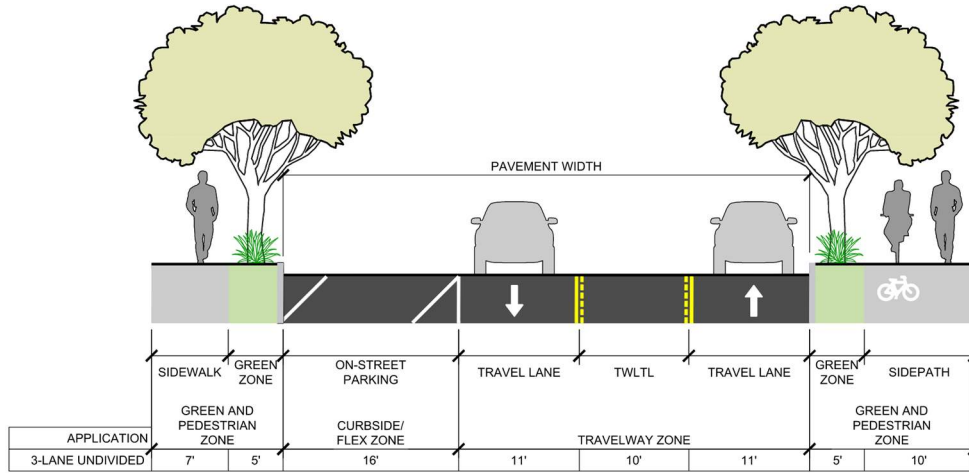 PAVEMENT WIDTH
SIDEWALK
GREEN
ZONE
ON-STREET
PARKING
TRAVEL LANE
TWLTL
TRAVEL LANE
GREEN
ZONE
SIDEPATH
GREEN AND
PEDESTRIAN
ZONE
CURBSIDE/
FLEX ZONE
TRAVELWAY ZONE
GREEN AND
PEDESTRIAN
ZONE
APPLICATION
3-LANE UNDIVIDED 7' 5' 16' 11' 10' 11' 5' 10'